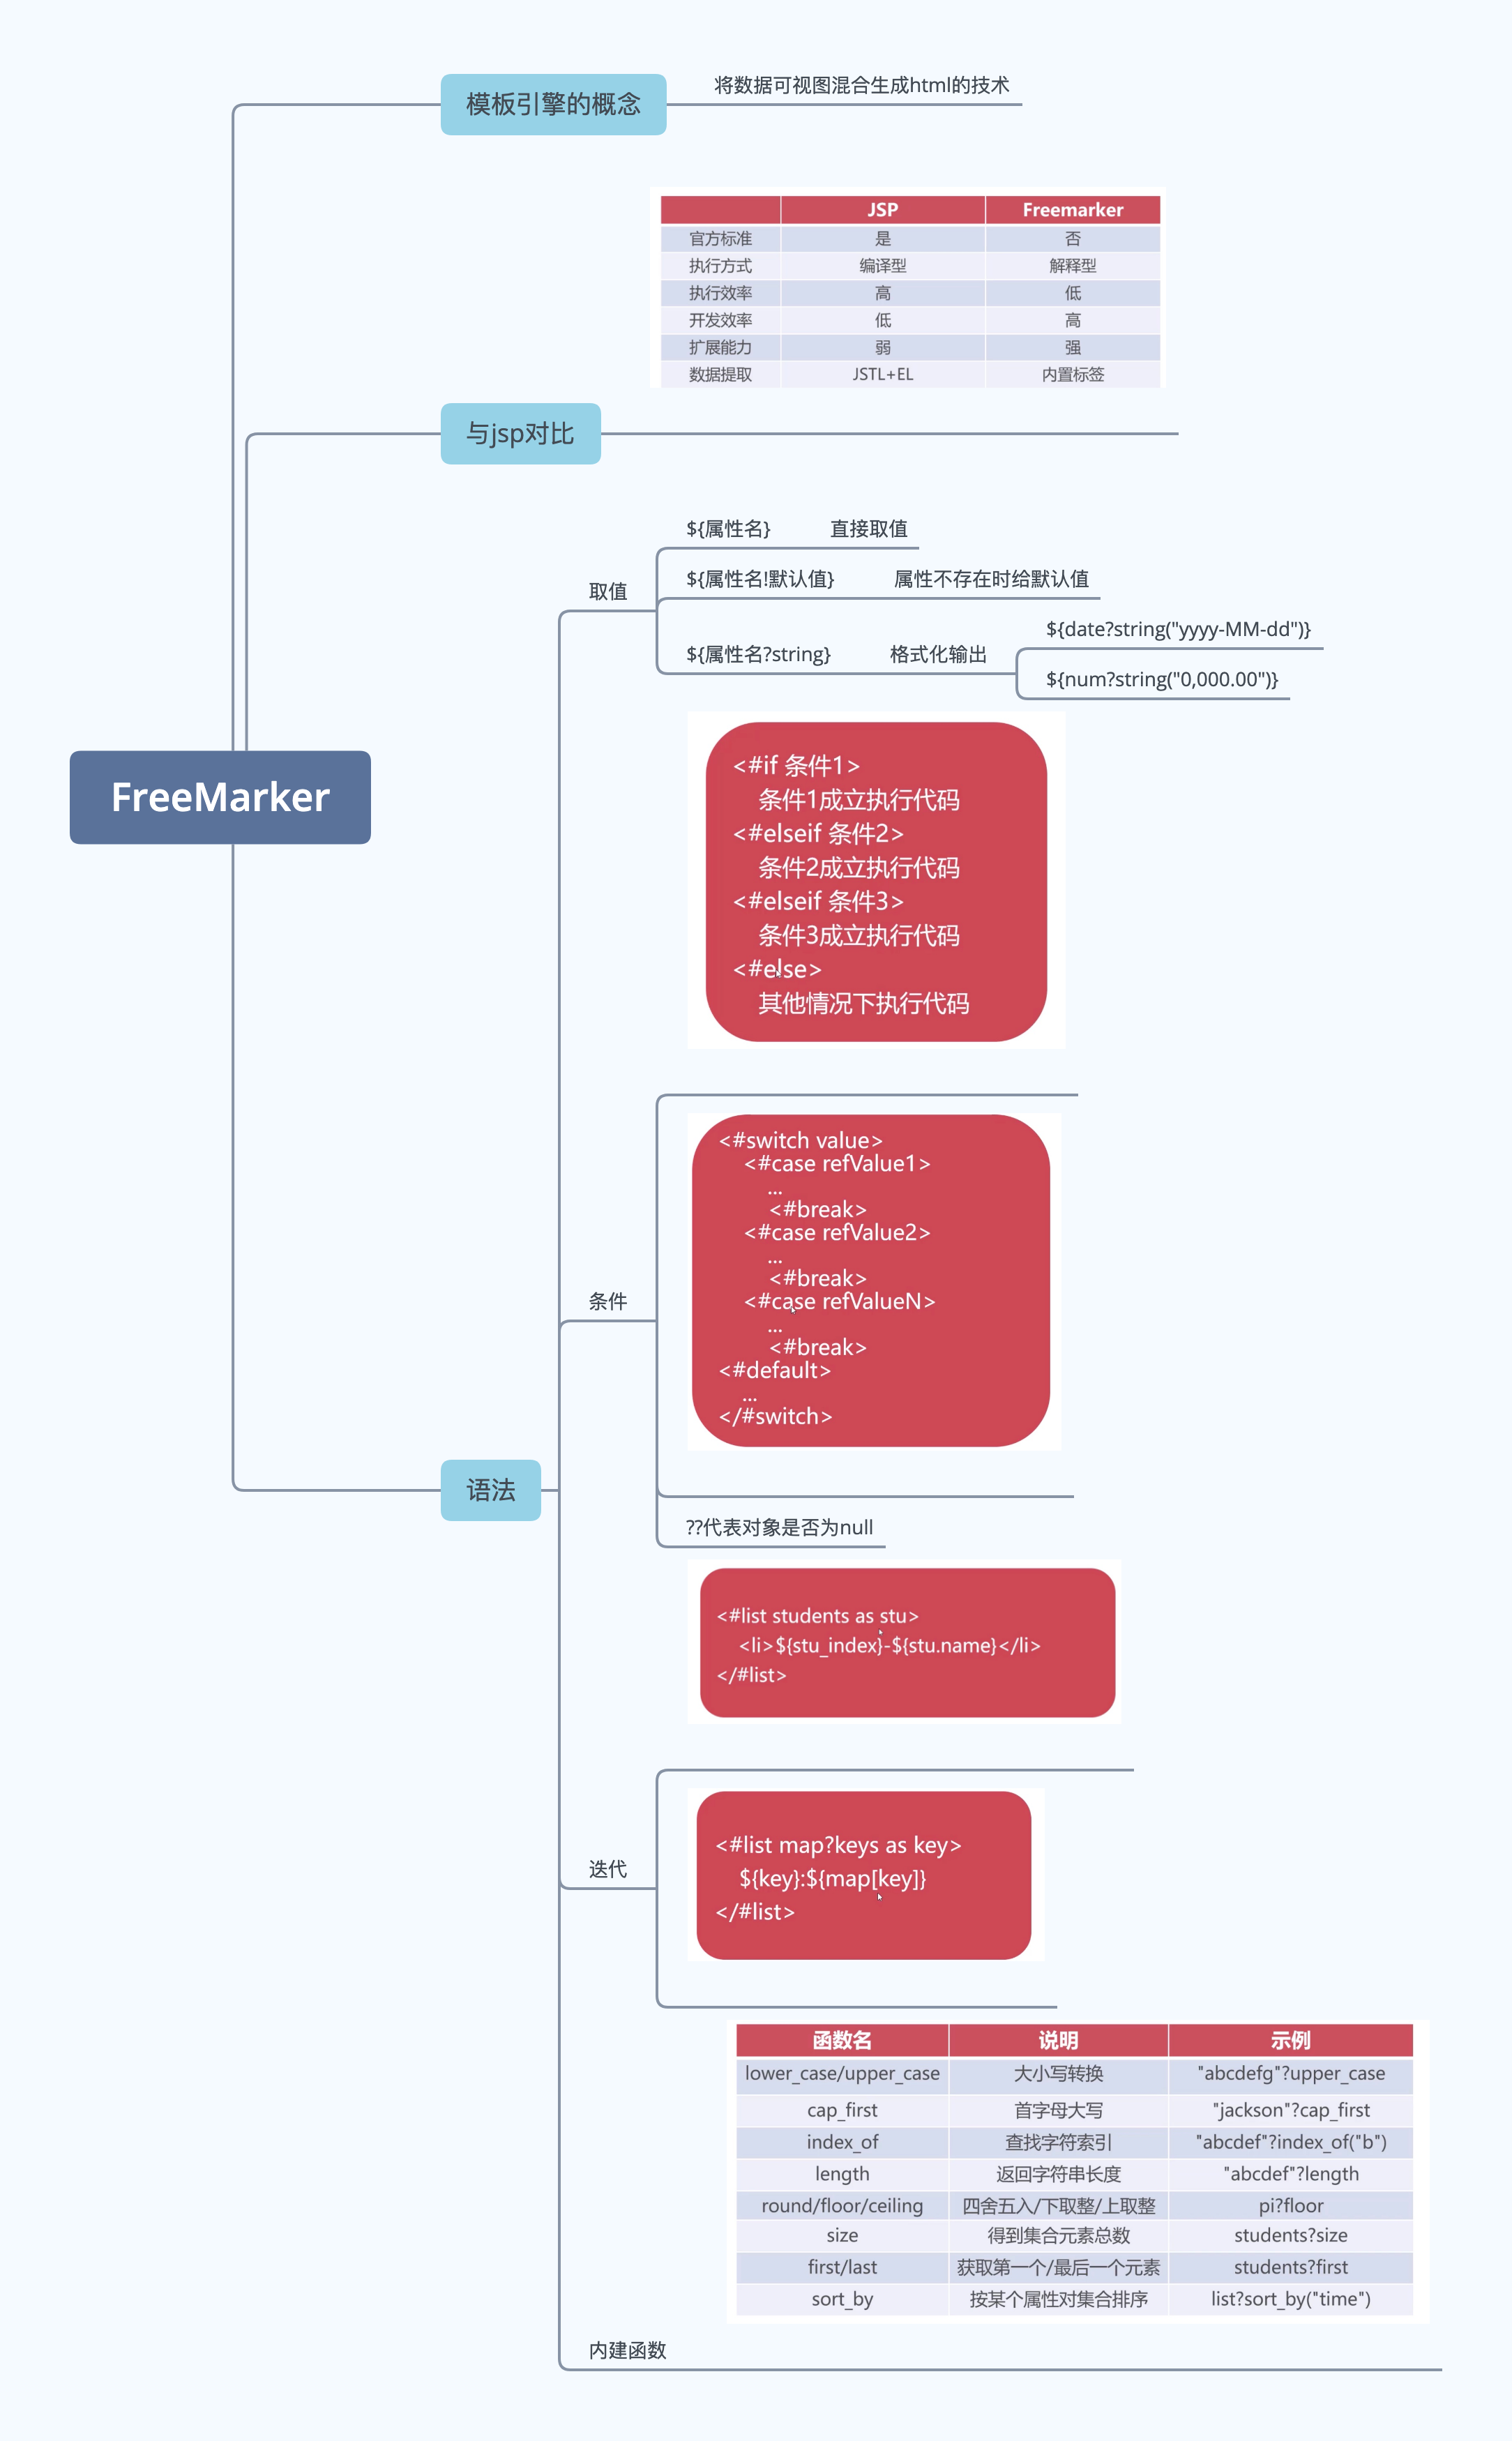 模板引擎的概念
将数据可视图混合生成html的技术
JSP Freemarker
官方标准 是 否
执行方式 编译型 解释型
执行效率 高 低
开发效率 低 高
扩展能力 弱 强
数据提取 JSTL+EL 内置标签
与jsp对比
${属性名} 直接取值
取值
${属性名!默认值} 属性不存在时给默认值
${属性名?string} 格式化输出
${date?string("yyyy-MM-dd")}
${num?string("0,000.00")}
FreeMarker
<#if 条件1>
条件1成立执行代码
<#elseif 条件2>
条件2成立执行代码
<#elseif 条件3>
条件3成立执行代码
<#else>
其他情况下执行代码
<#switch value>
<#case refValue1>
...
<#break>
<#case refValue2>
...
<#break>
<#case refValueN>
...
<#break>
<#default>
...
</#switch>
条件
语法
??代表对象是否为null
<#list students as stu>
<li>${stu_index}-${stu.name}</li>
</#list>
迭代
<#list map?keys as key>
${key}:${map[key]}
</#list>
函数名 说明 示例
lower_case/upper_case 大小写转换 "abcdefg"?upper_case
cap_first 首字母大写 "jackson"?cap_first
index_of 查找字符索引 "abcdef"?index_of("b")
length 返回字符串长度 "abcdef"?length
round/floor/ceiling 四舍五入/下取整/上取整 pi?floor
size 得到集合元素总数 students?size
first/last 获取第一个/最后一个元素 students?first
sort_by 按某个属性对集合排序 list?sort_by("time")
内建函数